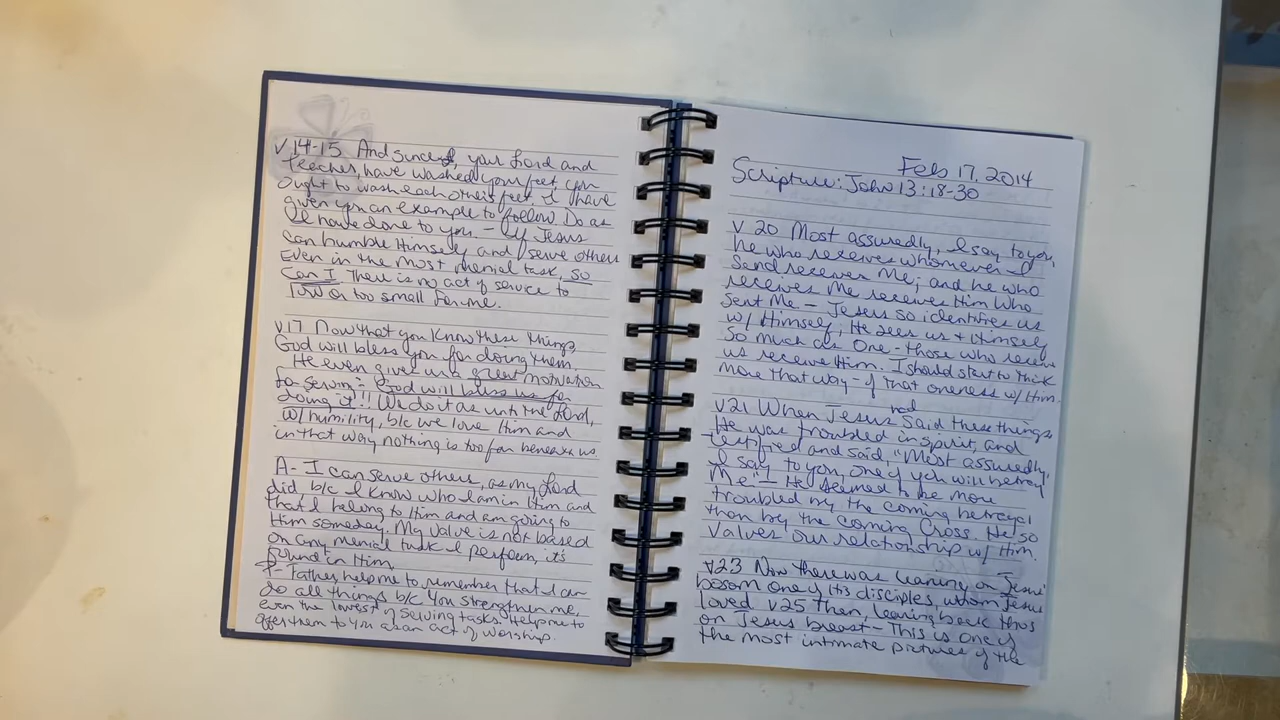 v 14-15 And since I, your Lord and
Teacher, have washed your feet, you
ought to wash each other's feet. I have
given you an example to follow. Do as
I have done to you. - If Jesus
can humble Himself and serve others
Even in the most menial task, so
Can I. There is no act of service to
low or too small for me.
v17 Now that you know these things,
God will bless you for doing them.
He even gives us a great motivation
for serving: God will bless us for
doing it!! We do it as unto the Lord,
w/ humility, b/c we love Him and
in that way nothing is too far beneath us
A- I can serve others, as my Lord
did b/c I know who I am in Him and
that I belong to Him and am going to
Him someday. My value is not based
on any menial task I perform, it's
found in Him.
P- Father, help me to remember that I can
do all things b/c You strengthen me,
even the lowest of serving tasks. Help me to
offer them to You as an act of worship.
Feb 17, 2014
Scripture: John 13:18-30
v 20 Most assuredly, I say to you,
he who receives whomever I
send receives Me; and he who
receives Me receives Him Who
sent Me - Jesus so identifies us
w/ Himself, He sees us + Himself
So much as One - those who receive
us receive Him. I should start to think
more that way - of that oneness w/ Him.
v21 When Jesus had said these things,
He was troubled in spirit, and
testified and said, "Most assuredly,
I say to you, one of you will betray
Me" - He seemed to be more
troubled by the coming betrayal
than by the coming Cross. He so
Values our relationship w/ Him.
v23 Now there was leaning on Jesus'
bosom one of His disciples, whom Jesus
loved v25 Then, leaning back thus
on Jesus breast - This is one of
the most intimate pictures of the